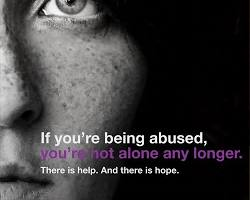 If you're being abused,
you're not alone any longer.
There is help. And there is hope.